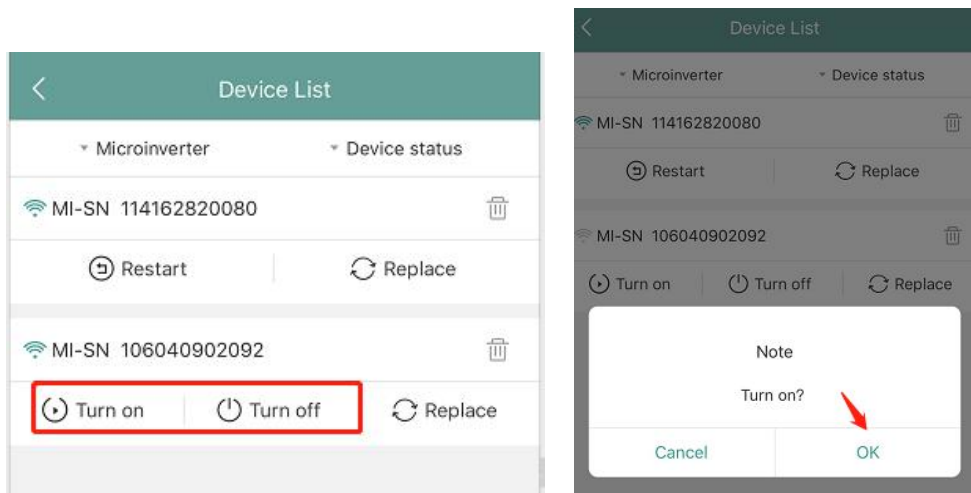 Device List
Microinverter Device status
MI-SN 114162820080
Restart Replace
MI-SN 106040902092
Turn on Turn off Replace
Device List
Microinverter Device status
MI-SN 114162820080
Restart Replace
MI-SN 106040902092
Turn on Turn off Replace
Note
Turn on?
Cancel OK